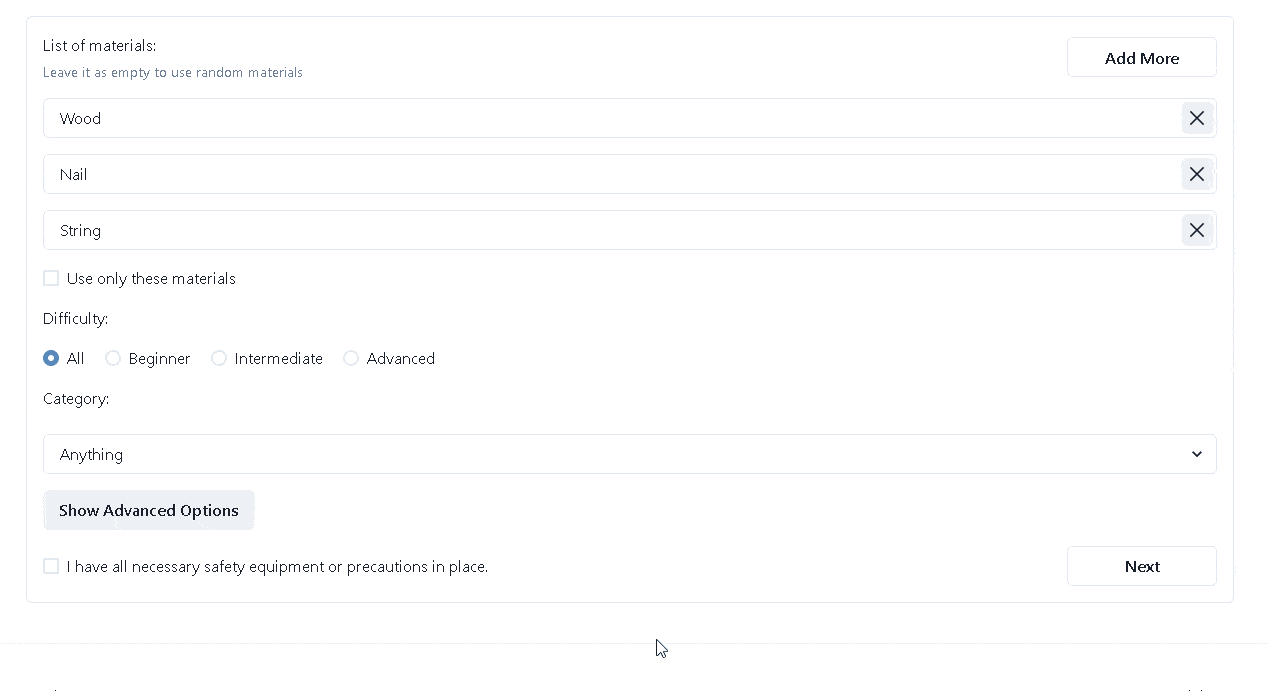 List of materials:
Leave it as empty to use random materials
Add More
Wood
Nail
String
Use only these materials
Difficulty:
All Beginner Intermediate Advanced
Category:
Anything
Show Advanced Options
I have all necessary safety equipment or precautions in place.
Next